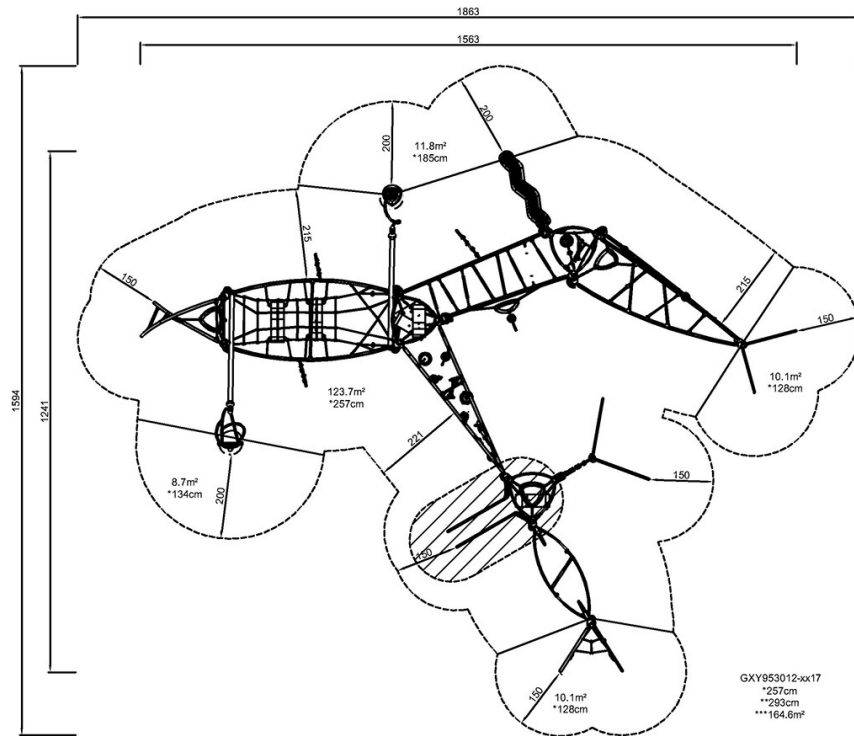 1863
1563
200
200
11.8m²
*185cm
215
150
215
150
1594
1241
123.7m²
*257cm
10.1m²
*128cm
221
150
8.7m²
*134cm
200
150
150
10.1m²
*128cm
GXY953012-xx17
*257cm
**293cm
***164.6m²